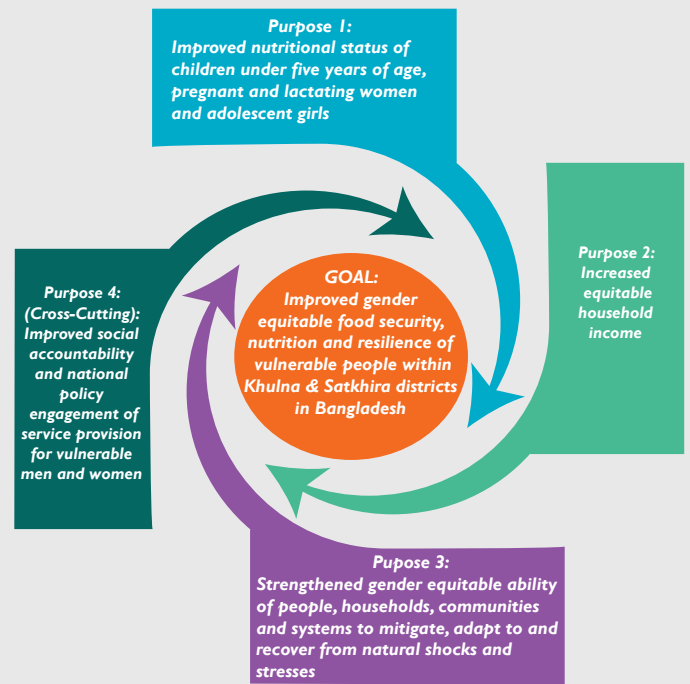 Purpose 1:
Improved nutritional status of
children under five years of age,
pregnant and lactating women
and adolescent girls
Purpose 2:
Increased
equitable
household
income
Pupose 3:
Strengthened gender equitable ability
of people, households, communities
and systems to mitigate, adapt to and
recover from natural shocks and
stresses
Purpose 4:
(Cross-Cutting):
Improved social
accountability
and national
policy
engagement of
service provision
for vulnerable
men and women
GOAL:
Improved gender
equitable food security,
nutrition and resilience of
vulnerable people within
Khulna & Satkhira districts
in Bangladesh